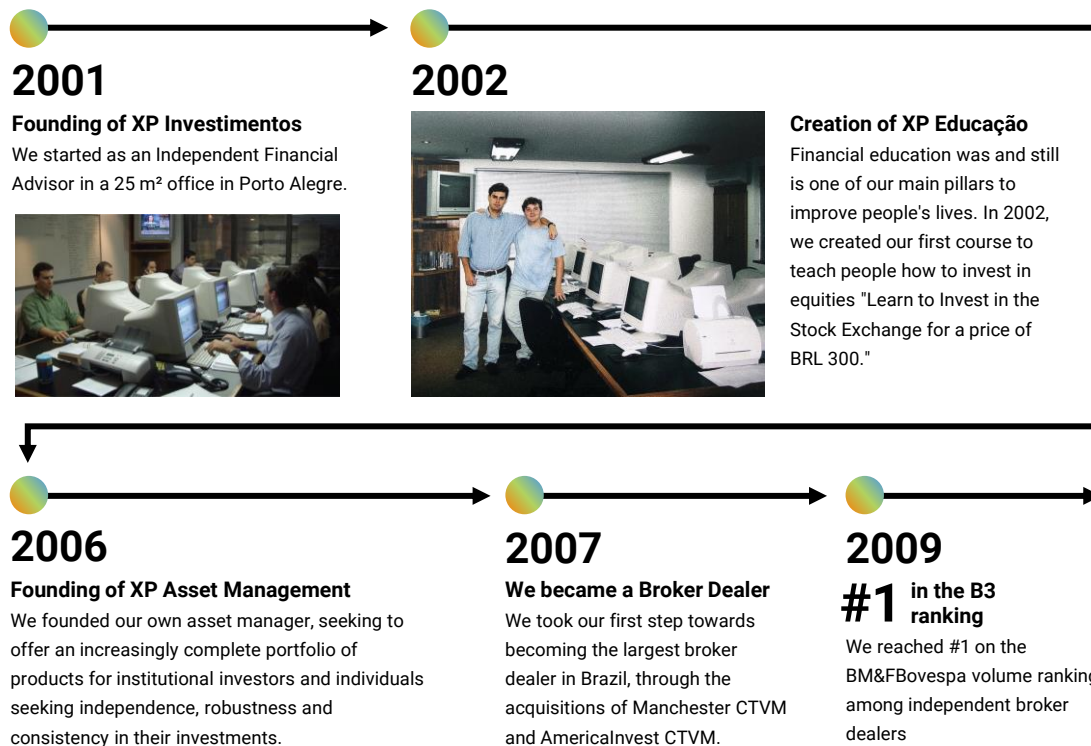 2001
Founding of XP Investimentos
We started as an Independent Financial
Advisor in a 25 m² office in Porto Alegre.
2002
Creation of XP Educação
Financial education was and still
is one of our main pillars to
improve people's lives. In 2002,
we created our first course to
teach people how to invest in
equities "Learn to Invest in the
Stock Exchange for a price of
BRL 300."
2006
Founding of XP Asset Management
We founded our own asset manager, seeking to
offer an increasingly complete portfolio of
products for institutional investors and individuals
seeking independence, robustness and
consistency in their investments.
2007
We became a Broker Dealer
We took our first step towards
becoming the largest broker
dealer in Brazil, through the
acquisitions of Manchester CTVM
and AmericaInvest CTVM.
2009
#1 in the B3
ranking
We reached #1 on the
BM&FBovespa volume ranking
among independent broker
dealers